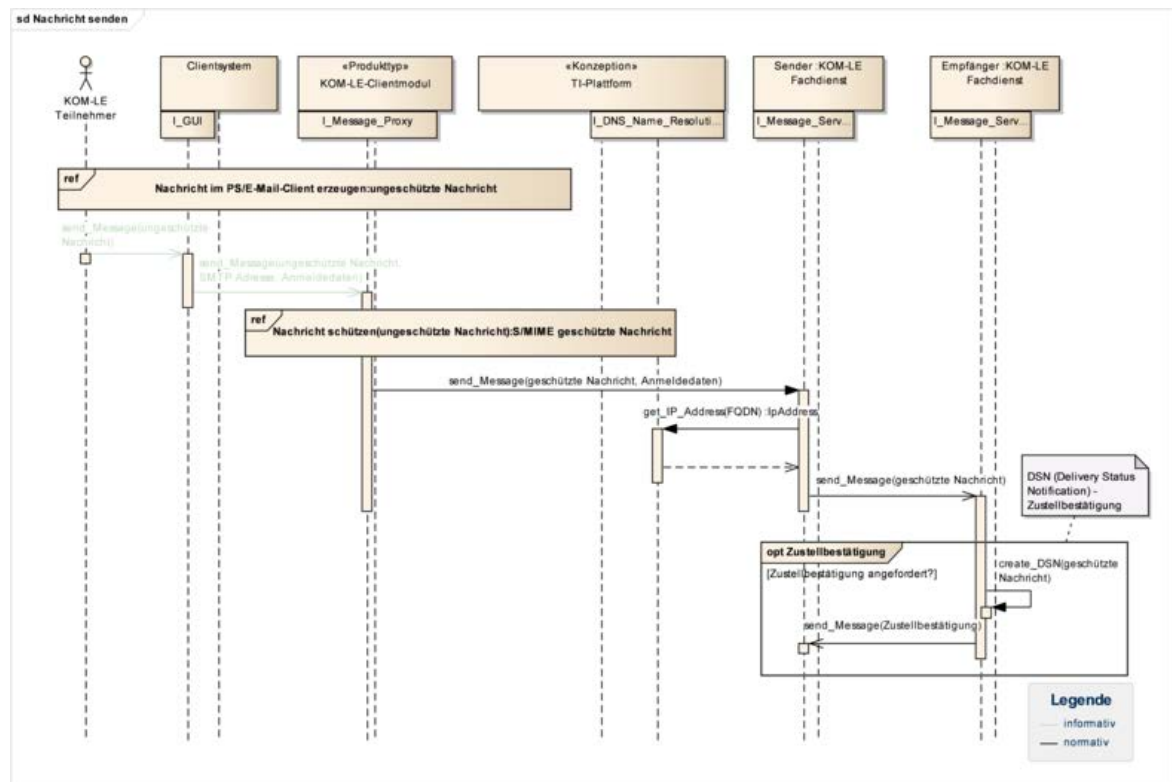 sd Nachricht senden
KOM-LE
Teilnehmer
Clientsystem
I_GUI
«Produkttyp»
KOM-LE-Clientmodul
I_Message_Proxy
«Konzeption»
TI-Plattform
I_DNS_Name_Resoluti...
Sender :KOM-LE
Fachdienst
I_Message_Serv...
Empfänger :KOM-LE
Fachdienst
I_Message_Serv...
ref
Nachricht im PS/E-Mail-Client erzeugen:ungeschützte Nachricht
send_Message(ungeschützte
Nachricht)
send_Message(ungeschützte Nachricht,
SMTP Adresse, Anmeldedaten)
ref
Nachricht schützen(ungeschützte Nachricht):S/MIME geschützte Nachricht
send_Message(geschützte Nachricht, Anmeldedaten)
get_IP_Address(FQDN) :IpAddress
send_Message(geschützte Nachricht)
DSN (Delivery Status
Notification) -
Zustellbestätigung
opt Zustellbestätigung
[Zustellbestätigung angefordert?]
create_DSN(geschützte
Nachricht)
send_Message(Zustellbestätigung)
Legende
informativ
normativ